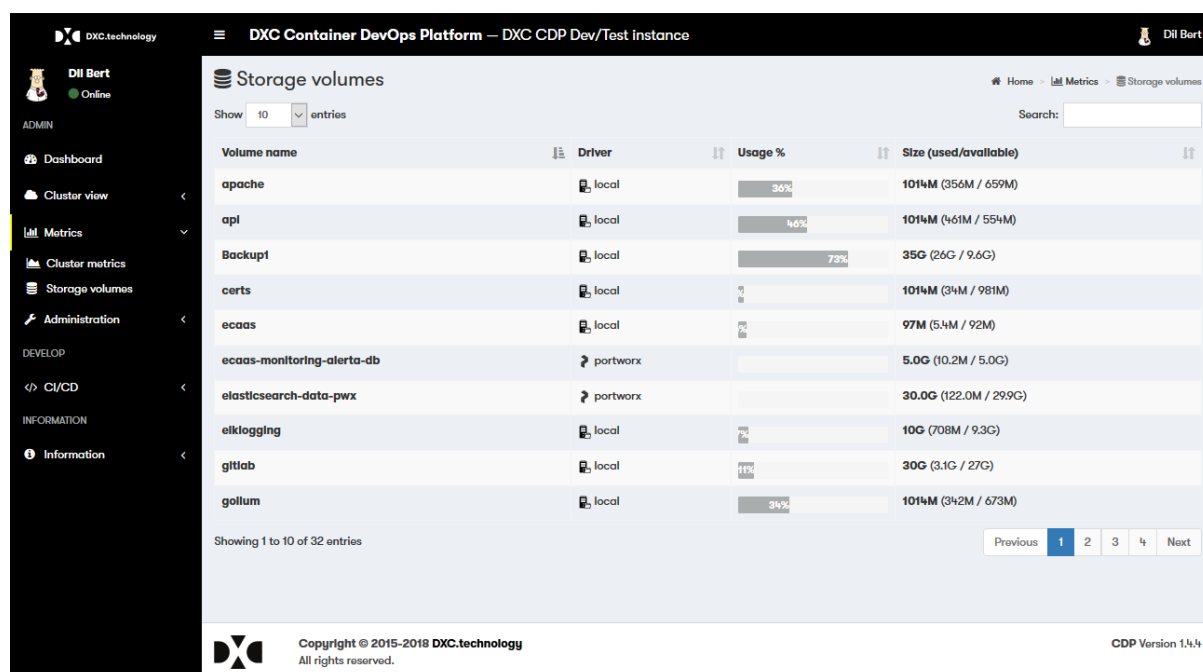 DXC.technology
DXC Container DevOps Platform — DXC CDP Dev/Test instance
Dil Bert
Dil Bert
Online
ADMIN
Dashboard
Cluster view
Metrics
Cluster metrics
Storage volumes
Administration
DEVELOP
CI/CD
INFORMATION
Information
Storage volumes
Home > Metrics > Storage volumes
Show 10 entries
Search:
Volume name Driver Usage % Size (used/available)
apache local 36% 1014M (356M / 659M)
api local 46% 1014M (461M / 554M)
Backup1 local 73% 35G (26G / 9.6G)
certs local 1014M (34M / 981M)
ecaas local 97M (5.4M / 92M)
ecaas-monitoring-alerta-db portworx 5.0G (10.2M / 5.0G)
elasticsearch-data-pwx portworx 30.0G (122.0M / 29.9G)
elklogging local 10G (708M / 9.3G)
gitlab local 11% 30G (3.1G / 27G)
gollum local 34% 1014M (342M / 673M)
Showing 1 to 10 of 32 entries
Previous 1 2 3 4 Next
DXC
Copyright © 2015-2018 DXC.technology
All rights reserved.
CDP Version 1.4.4